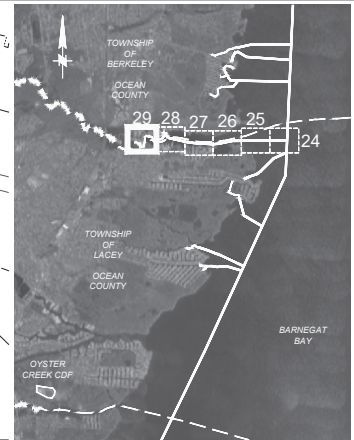 TOWNSHIP
OF
BERKELEY
OCEAN
COUNTY
29
28
27
26
25
24
TOWNSHIP
OF
LACEY
OCEAN
COUNTY
BARNEGAT
BAY
OYSTER
CREEK CDF